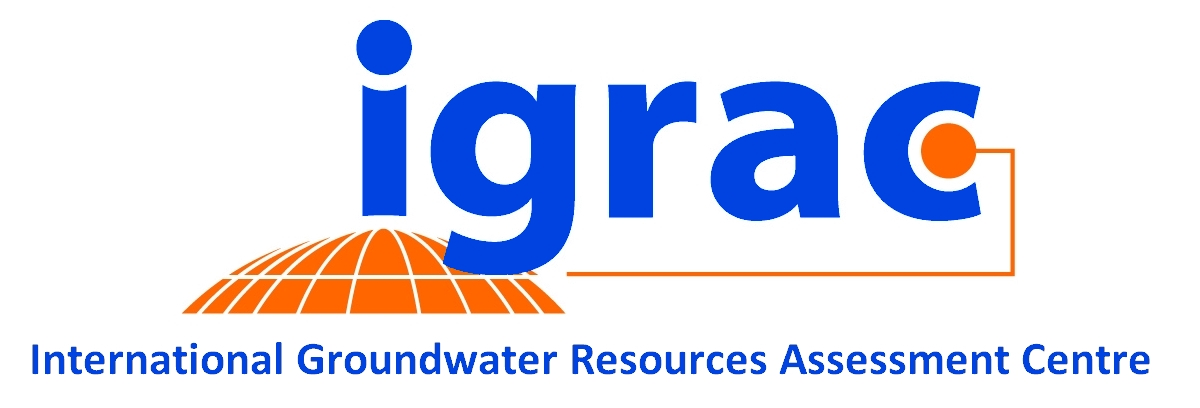 igrac
International Groundwater Resources Assessment Centre